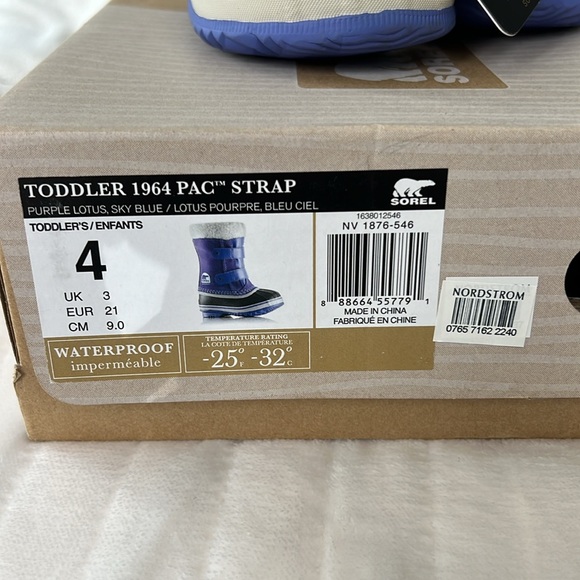 TODDLER 1964 PAC™ STRAP
PURPLE LOTUS, SKY BLUE / LOTUS POURPRE, BLEU CIEL
SOREL
TODDLER'S / ENFANTS
4
UK 3
EUR 21
CM 9.0
1638012546
NV 1876-546
8 88664 55779 1
MADE IN CHINA
FABRIQUÉ EN CHINE
WATERPROOF
imperméable
TEMPERATURE RATING
LA COTE DE TEMPÉRATURE
-25°F -32°C
NORDSTROM
0765 7162 2240